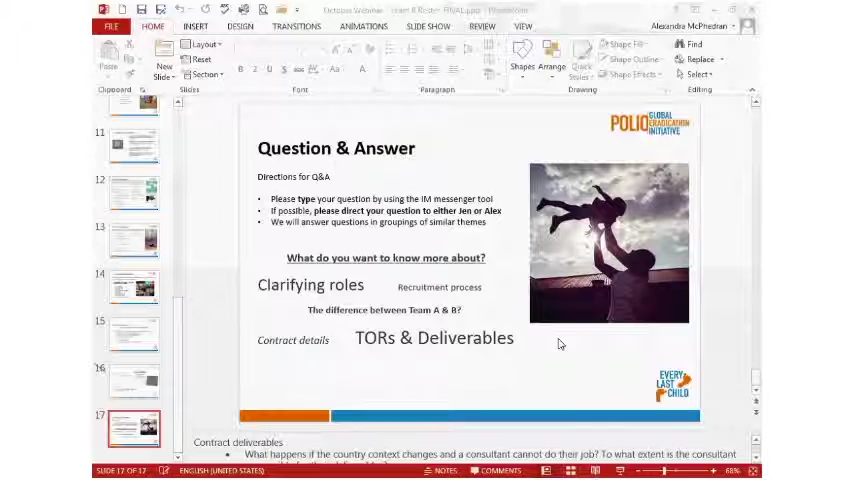 October Webinar
FINAL.pptx - PowerPoint
FILE HOME INSERT DESIGN TRANSITIONS ANIMATIONS SLIDE SHOW REVIEW VIEW Alexandra McPhedran
Paste
New
Slide
Layout
Reset
Section
Shapes
Arrange
Quick
Styles
Shape Fill
Shape Outline
Shape Effects
Find
Replace
Select
Clipboard Slides Font Paragraph Drawing Editing
11
12
13
14
15
16
17
POLIO GLOBAL
ERADICATION
INITIATIVE
Question & Answer
Directions for Q&A
• Please type your question by using the IM messenger tool
• If possible, please direct your question to either Jen or Alex
• We will answer questions in groupings of similar themes
What do you want to know more about?
Clarifying roles Recruitment process
The difference between Team A & B?
Contract details TORs & Deliverables
EVERY
LAST
CHILD
Contract deliverables
• What happens if the country context changes and a consultant cannot do their job? To what extent is the consultant
SLIDE 17 OF 17 ENGLISH (UNITED STATES) NOTES COMMENTS 68%